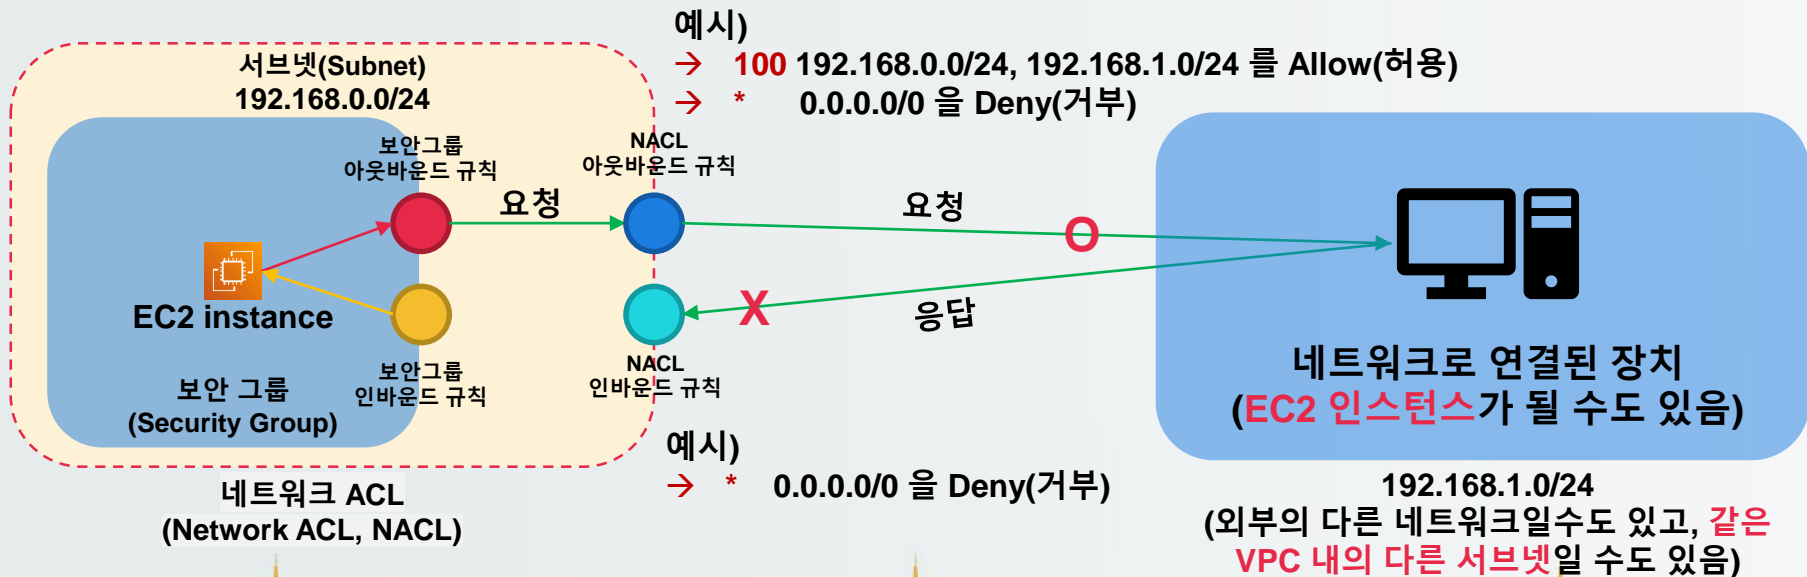 예시)
→ 100 192.168.0.0/24, 192.168.1.0/24 를 Allow(허용)
→ * 0.0.0.0/0 을 Deny(거부)
서브넷(Subnet)
192.168.0.0/24
보안그룹
아웃바운드 규칙
NACL
아웃바운드 규칙
요청
요청
O
EC2 instance
X
응답
보안 그룹
(Security Group)
보안그룹
인바운드 규칙
NACL
인바운드 규칙
네트워크로 연결된 장치
(EC2 인스턴스가 될 수도 있음)
예시)
→ * 0.0.0.0/0 을 Deny(거부)
네트워크 ACL
(Network ACL, NACL)
192.168.1.0/24
(외부의 다른 네트워크일수도 있고, 같은
VPC 내의 다른 서브넷일 수도 있음)